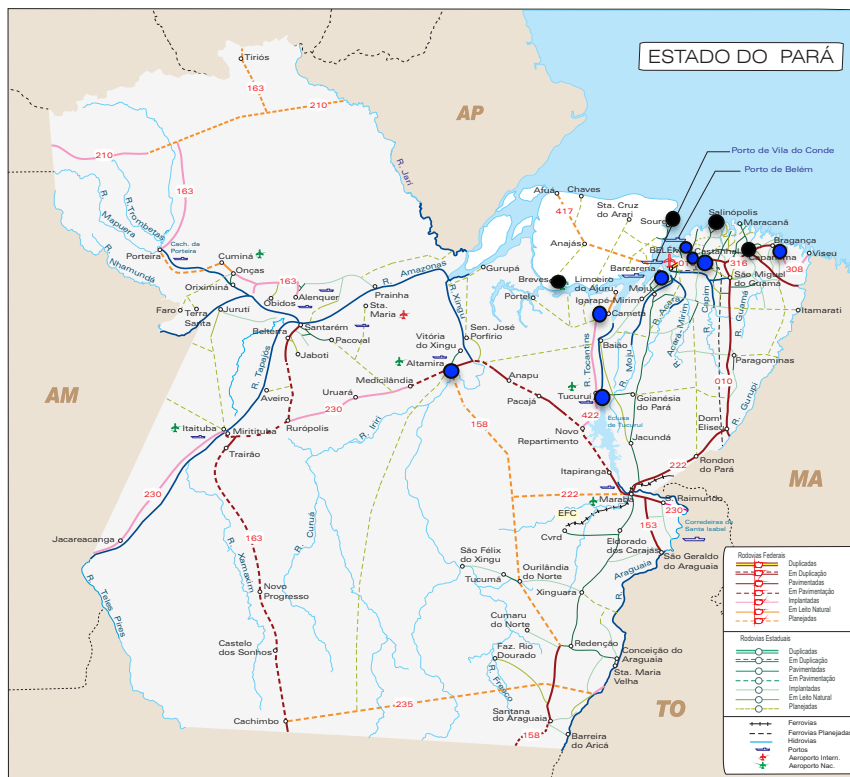 ESTADO DO PARÁ
Tiriós
163
210
AP
210
R. Jari
Porto de Vila do Conde
Porto de Belém
163
R. Trombetas
R. Mapuera
R. Nhamundá
Porteira
Cach. da
Porteira
Cuminá
Onças
Oriximiná
163
Óbidos
Alenquer
Faro
Terra
Santa
Jurutí
Prainha
Sta.
Maria
R. Amazonas
Gurupá
R. Xingu
Afuá
Chaves
417
Sta. Cruz
do Arari
Anajás
Soure
Salinópolis
Maracanã
Bragança
Viseu
BELÉM
Castanhal
Capanema
316
308
Barcarena
São Miguel
do Guamá
Breves
Portel
Limoeiro
do Ajuru
Igarapé-Mirim
Moju
R. Acará
R. Acará Mirim
R. Capim
R. Guamá
Itamarati
Cametá
Baião
R. Moju
R. Tocantins
Paragominas
010
R. Gurupi
Belterra
Santarém
Pacoval
Jaboti
R. Tapajós
Vitória
do Xingu
Sen. José
Porfírio
Altamira
Medicilândia
Anapu
Pacajá
Tucuruí
Eclusa
de Tucuruí
Goianésia
do Pará
Dom
Eliseu
AM
Aveiro
Uruará
230
Rurópolis
R. Iriri
158
422
Novo
Repartimento
Jacundá
Itaituba
Miritituba
Trairão
Itapiranga
222
Rondon
do Pará
MA
230
222
Marabá
S. Raimundo
230
EFC
153
Corredeiras de
Santa Isabel
Jacareacanga
163
R. Curuá
Cvrd
Eldorado
dos Carajás
São Geraldo
do Araguaia
R. Teles Pires
R. Xamaxim
São Félix
do Xingu
Tucumã
Ourilândia
do Norte
R. Araguaia
Xinguara
Novo
Progresso
Cumaru
do Norte
Castelo
dos Sonhos
Faz. Rio
Dourado
Redenção
Conceição do
Araguaia
Sta. Maria
Velha
R. Fresco
235
TO
Cachimbo
Santana
do Araguaia
158
Barreira
do Aricá
Rodovias Federais
Duplicadas
Em Duplicação
Pavimentadas
Em Pavimentação
Implantadas
Em Leito Natural
Planejadas
Rodovias Estaduais
Duplicadas
Em Duplicação
Pavimentadas
Em Pavimentação
Implantadas
Em Leito Natural
Planejadas
Ferrovias
Ferrovias Planejadas
Hidrovias
Portos
Aeroporto Intern.
Aeroporto Nac.